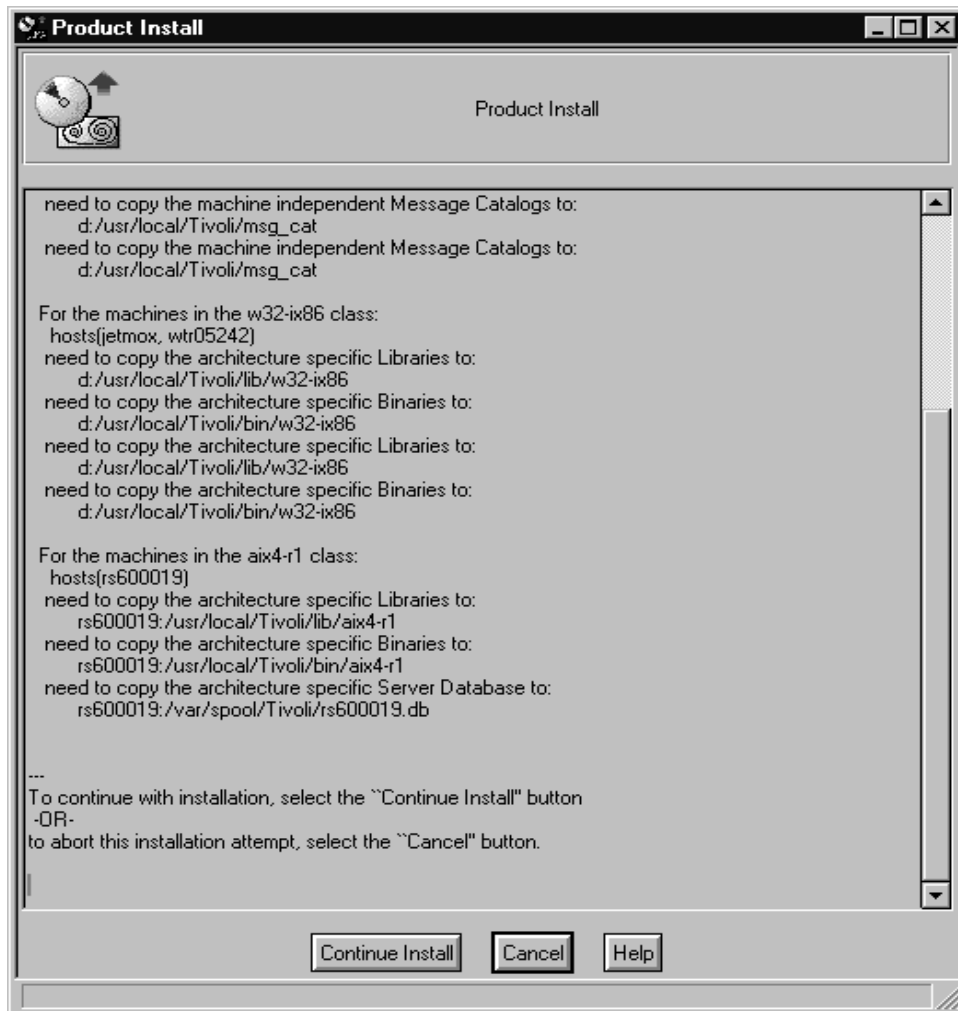 Product Install
Product Install
need to copy the machine independent Message Catalogs to:
d:/usr/local/Tivoli/msg_cat
need to copy the machine independent Message Catalogs to:
d:/usr/local/Tivoli/msg_cat
For the machines in the w32-ix86 class:
hosts(jetmox, wtr05242)
need to copy the architecture specific Libraries to:
d:/usr/local/Tivoli/lib/w32-ix86
need to copy the architecture specific Binaries to:
d:/usr/local/Tivoli/bin/w32-ix86
need to copy the architecture specific Libraries to:
d:/usr/local/Tivoli/lib/w32-ix86
need to copy the architecture specific Binaries to:
d:/usr/local/Tivoli/bin/w32-ix86
For the machines in the aix4-r1 class:
hosts(rs600019)
need to copy the architecture specific Libraries to:
rs600019:/usr/local/Tivoli/lib/aix4-r1
need to copy the architecture specific Binaries to:
rs600019:/usr/local/Tivoli/bin/aix4-r1
need to copy the architecture specific Server Database to:
rs600019:/var/spool/Tivoli/rs600019.db
---
To continue with installation, select the ``Continue Install'' button
-OR-
to abort this installation attempt, select the ``Cancel'' button.
Continue Install Cancel Help